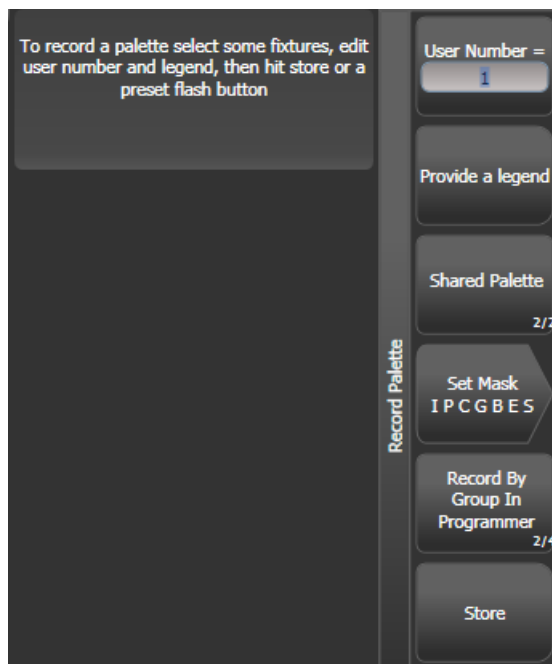 To record a palette select some fixtures, edit
user number and legend, then hit store or a
preset flash button
Record Palette
User Number =
1
Provide a legend
Shared Palette
2/2
Set Mask
I P C G B E S
Record By
Group In
Programmer
2/4
Store